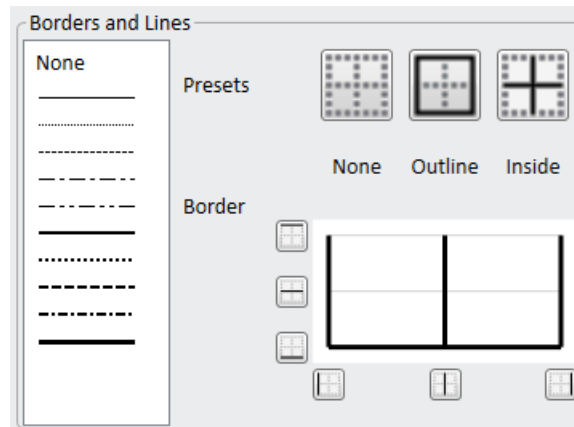 Borders and Lines
None
Presets
None Outline Inside
Border